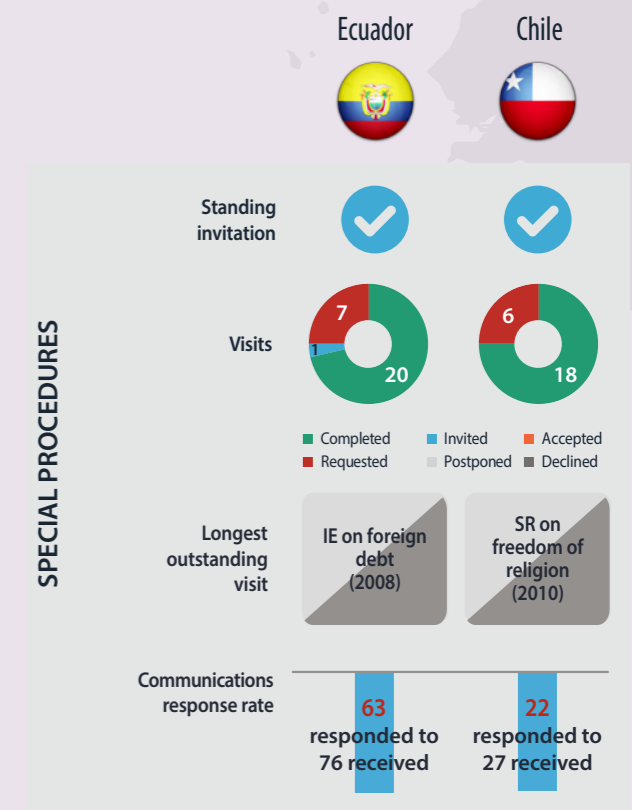 Ecuador
Chile
SPECIAL PROCEDURES
Standing
invitation
Visits
7
1
20
6
18
Completed
Invited
Accepted
Requested
Postponed
Declined
Longest
outstanding
visit
IE on foreign
debt
(2008)
SR on
freedom of
religion
(2010)
Communications
response rate
63
responded to
76 received
22
responded to
27 received